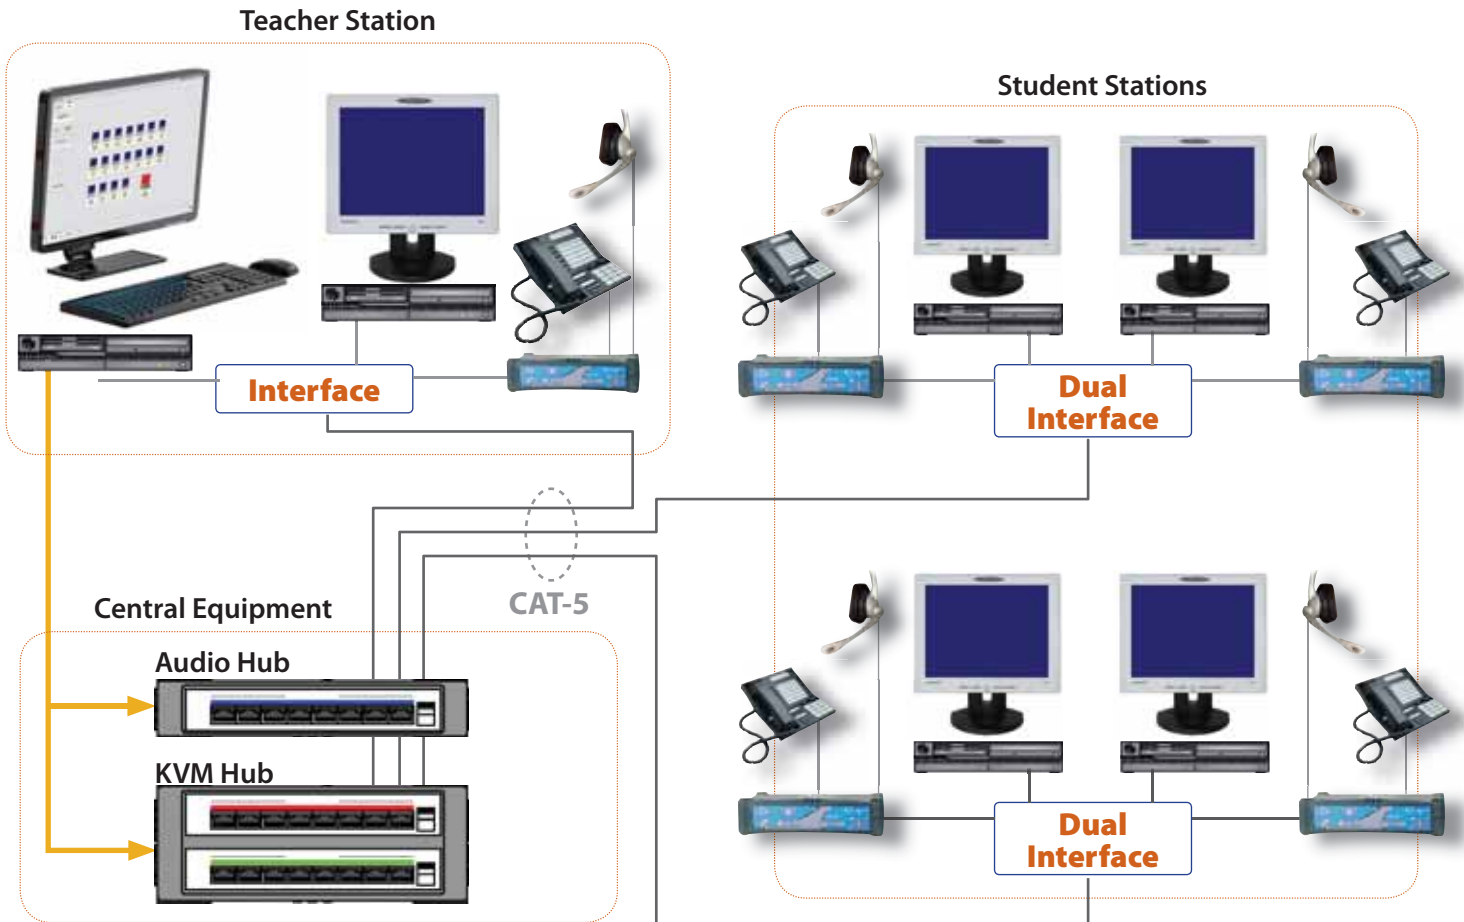 Teacher Station
Student Stations
Interface
Dual
Interface
CAT-5
Central Equipment
Audio Hub
KVM Hub
Dual
Interface